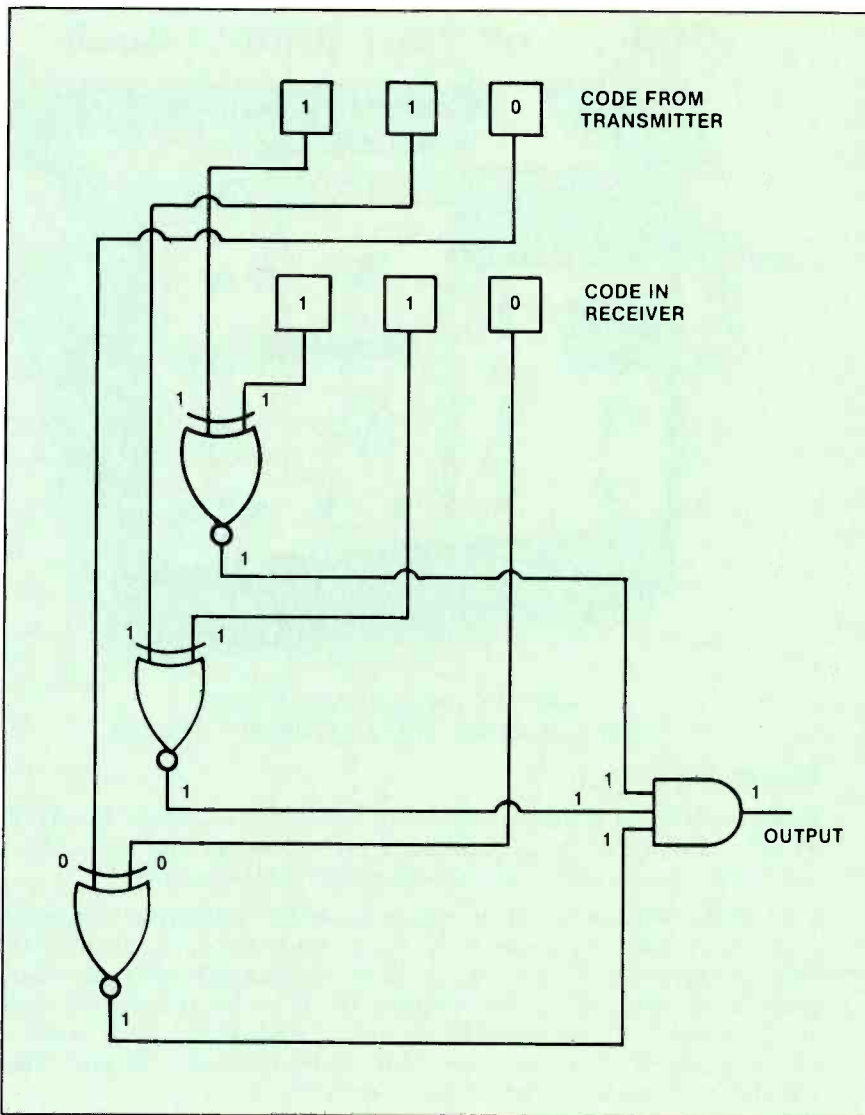 1 1 0 CODE FROM
TRANSMITTER
1 1 0 CODE IN
RECEIVER
1 1
1
1 1
1
1 1 1
1
OUTPUT
0 0
1